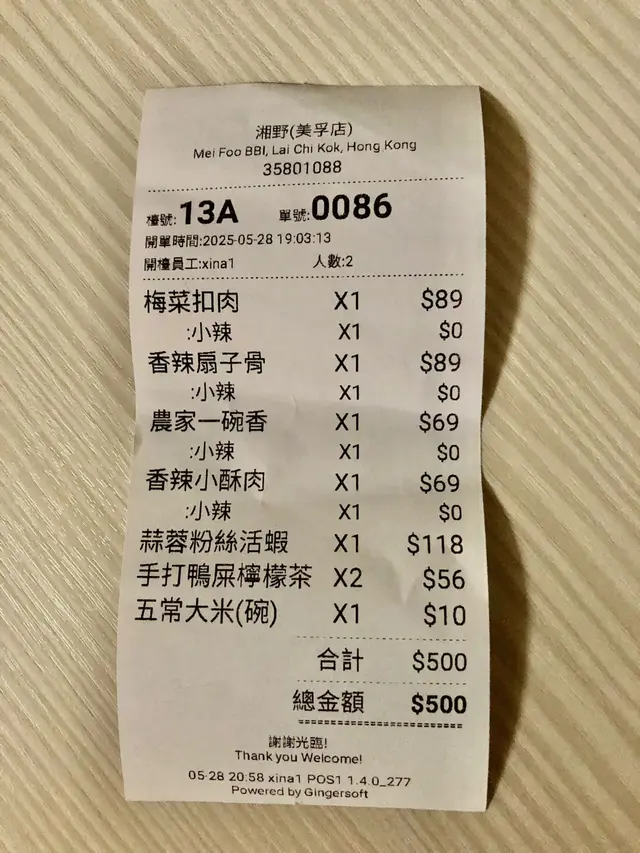 湘野(美孚店)
Mei Foo BBI, Lai Chi Kok, Hong Kong
35801088
檯號:13A 單號:0086
開單時間:2025-05-28 19:03:13
開檯員工:xina1 人數:2
梅菜扣肉 X1 $89
:小辣 X1 $0
香辣扇子骨 X1 $89
:小辣 X1 $0
農家一碗香 X1 $69
:小辣 X1 $0
香辣小酥肉 X1 $69
:小辣 X1 $0
蒜蓉粉絲活蝦 X1 $118
手打鴨屎檸檬茶 X2 $56
五常大米(碗) X1 $10
合計 $500
總金額 $500
謝謝光臨!
Thank you Welcome!
05-28 20:58 xina1 POS1 1.4.0_277
Powered by Gingersoft